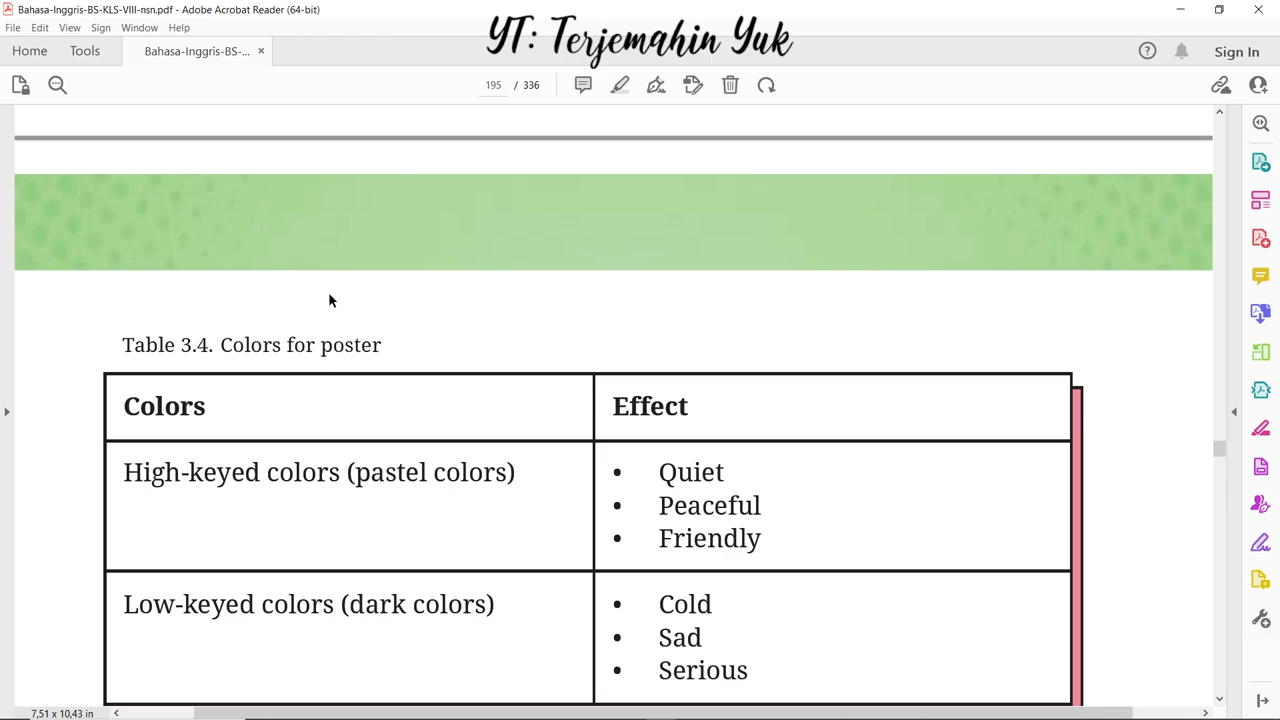 Bahasa-Inggris-BS-KLS-VIII-nsn.pdf - Adobe Acrobat Reader (64-bit)
File Edit View Sign Window Help
YT: Terjemahin Yuk
Home Tools Bahasa-Inggris-BS-... × Sign In
195 / 336
Table 3.4. Colors for poster
Colors Effect
High-keyed colors (pastel colors) • Quiet
• Peaceful
• Friendly
Low-keyed colors (dark colors) • Cold
• Sad
• Serious
7,51 x 10,43 in